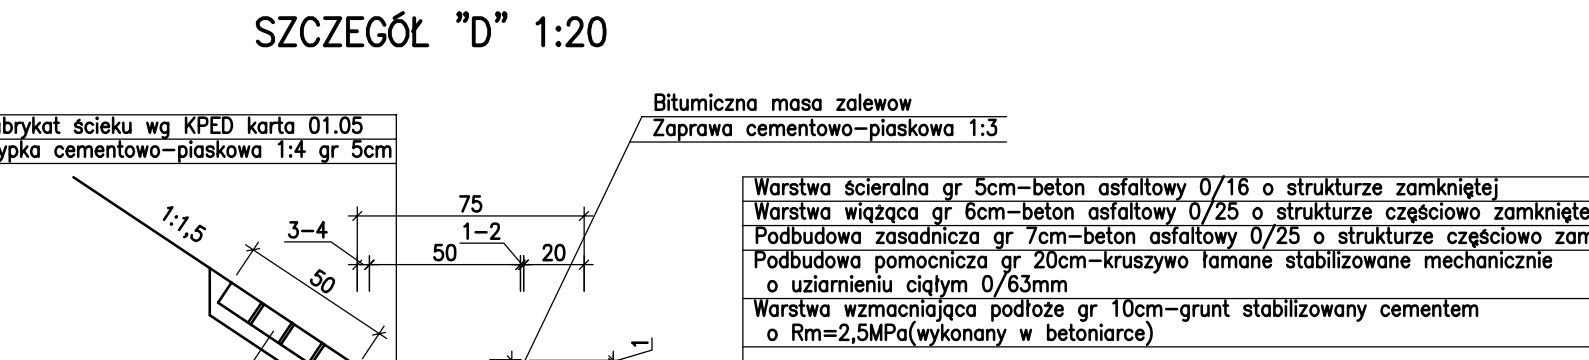 SZCZEGÓŁ "D" 1:20
Bitumiczna masa zalewow
Zaprawa cementowo-piaskowa 1:3
ścieku wg KPED karta 01.05
cementowo-piaskowa 1:4 gr 5cm
Warstwa ścieralna gr 5cm-beton asfaltowy 0/16 o strukturze zamkniętej
Warstwa wiążąca gr 6cm-beton asfaltowy 0/25 o strukturze częściowo
Podbudowa zasadnicza gr 7cm-beton asfaltowy 0/25 o strukturze częściowo
Podbudowa pomocnicza gr 20cm-kruszywo łamane stabilizowane mechanicznie
o uziarnieniu ciągłym 0/63mm
Warstwa wzmacniająca podłoże gr 10cm-grunt stabilizowany cementem
o Rm=2,5MPa(wykonany w betoniarce)
75
1:1,5
3-4
1-2
50
20
50
1